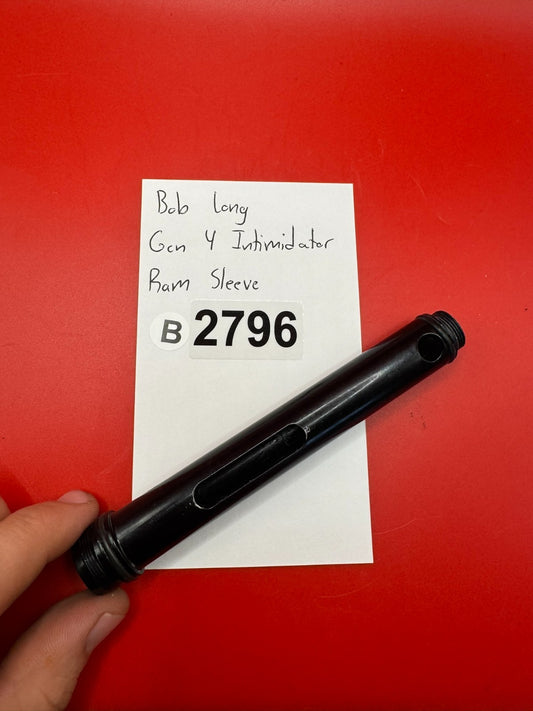 Bob Long
Gen 4 Intimidator
Ram Sleeve
B 2796